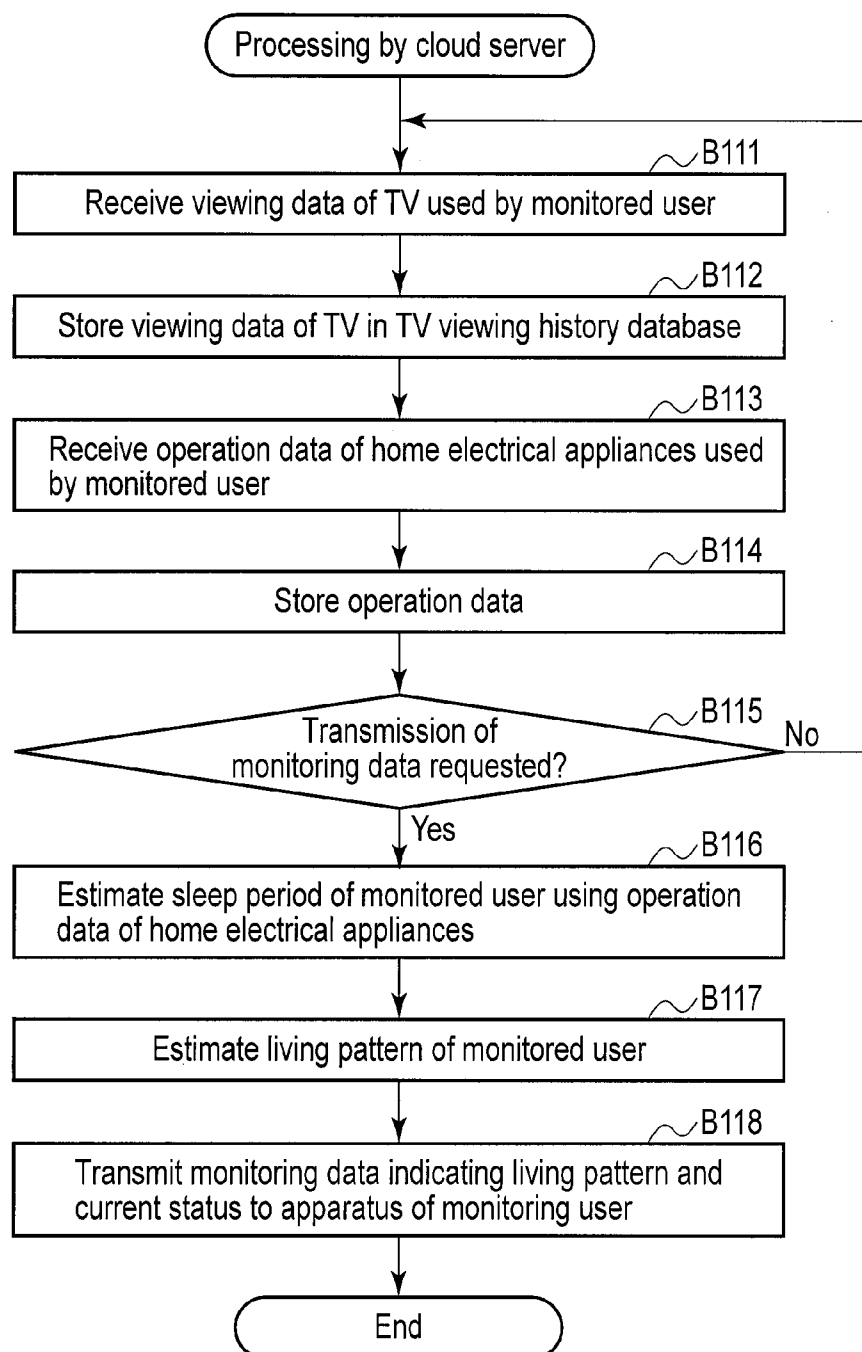 Processing by cloud server
B111
Receive viewing data of TV used by monitored user
B112
Store viewing data of TV in TV viewing history database
B113
Receive operation data of home electrical appliances used
by monitored user
B114
Store operation data
B115
Transmission of
monitoring data requested?
No
Yes
B116
Estimate sleep period of monitored user using operation
data of home electrical appliances
B117
Estimate living pattern of monitored user
B118
Transmit monitoring data indicating living pattern and
current status to apparatus of monitoring user
End